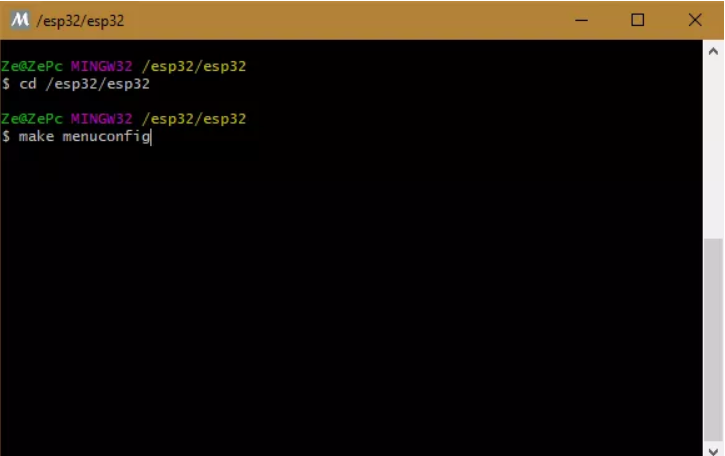 /esp32/esp32
Ze@ZePc MINGW32 /esp32/esp32
$ cd /esp32/esp32
Ze@ZePc MINGW32 /esp32/esp32
$ make menuconfig